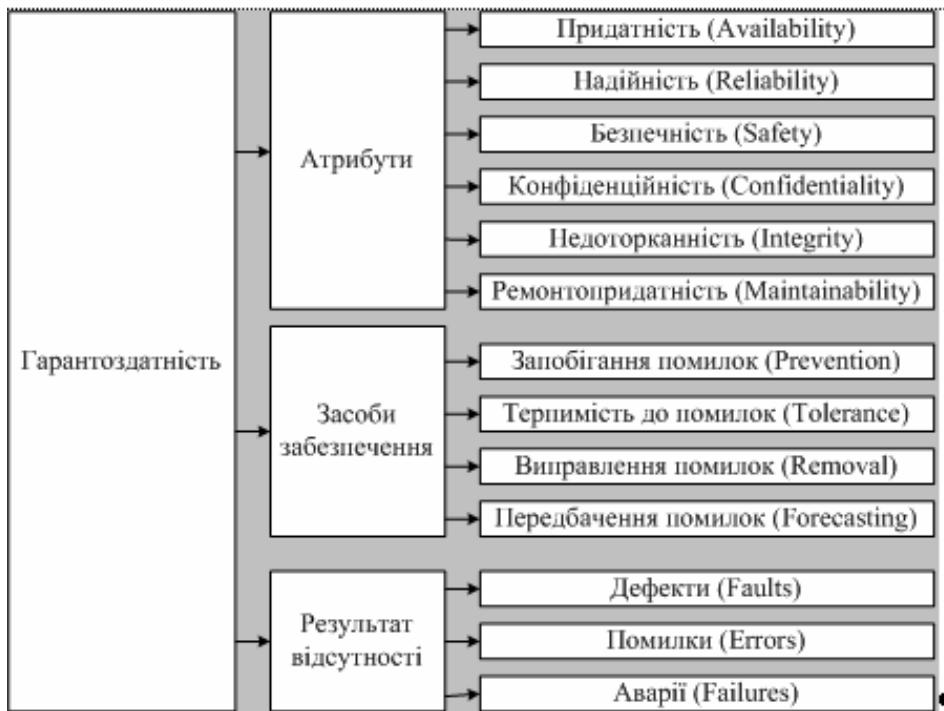 Гарантоздатність
Атрибути
Придатність (Availability)
Надійність (Reliability)
Безпечність (Safety)
Конфіденційність (Confidentiality)
Недоторканність (Integrity)
Ремонтопридатність (Maintainability)
Засоби
забезпечення
Запобігання помилок (Prevention)
Терпимість до помилок (Tolerance)
Виправлення помилок (Removal)
Передбачення помилок (Forecasting)
Результат
відсутності
Дефекти (Faults)
Помилки (Errors)
Аварії (Failures)